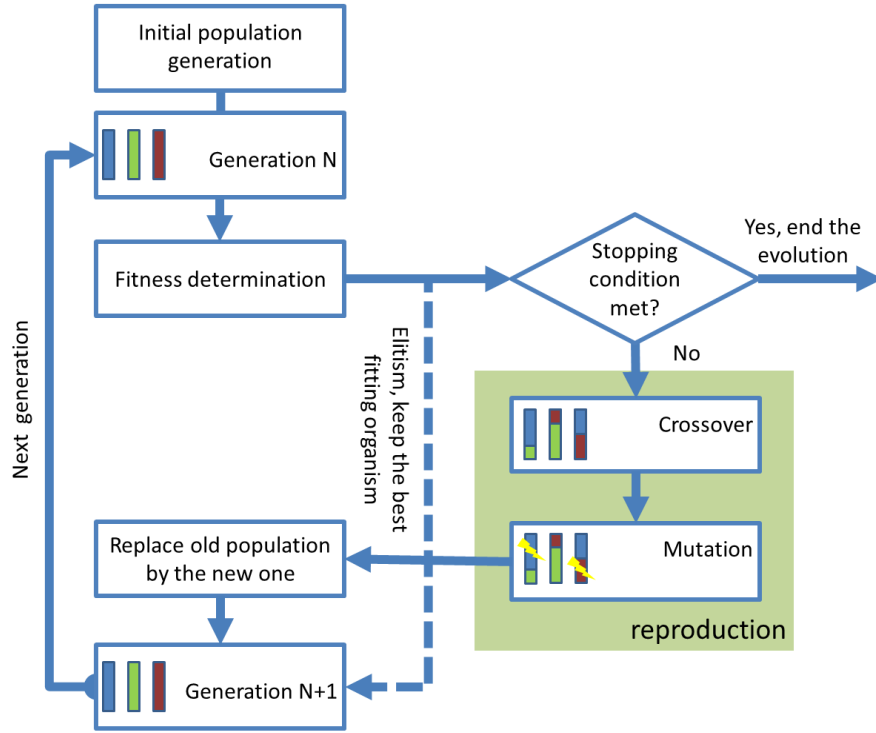 Initial population
generation
Generation N
Fitness determination
Stopping
condition
met?
Yes, end the
evolution
No
Crossover
Mutation
reproduction
Elitism, keep the best
fitting organism
Next generation
Replace old population
by the new one
Generation N+1